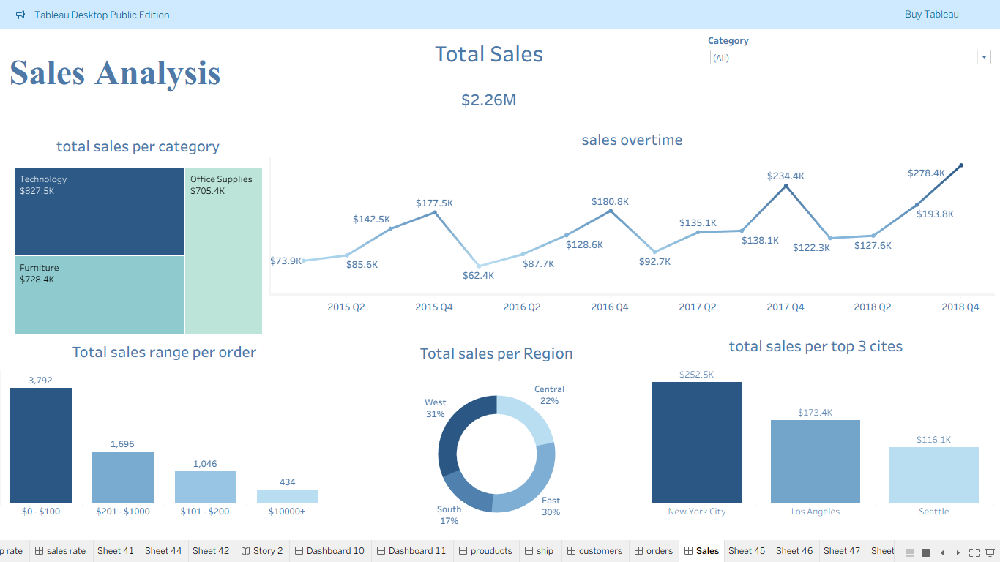 Tableau Desktop Public Edition
Buy Tableau
Sales Analysis
Total Sales
$2.26M
Category
(All)
total sales per category
Technology
$827.5K
Office Supplies
$705.4K
Furniture
$728.4K
sales overtime
$73.9K
$85.6K
$142.5K
$177.5K
$62.4K
$87.7K
$128.6K
$180.8K
$92.7K
$135.1K
$138.1K
$234.4K
$122.3K
$127.6K
$193.8K
$278.4K
2015 Q2
2015 Q4
2016 Q2
2016 Q4
2017 Q2
2017 Q4
2018 Q2
2018 Q4
Total sales range per order
3,792
1,696
1,046
434
$0 - $100
$201 - $1000
$101 - $200
$10000+
Total sales per Region
Central
22%
West
31%
East
30%
South
17%
total sales per top 3 cites
$252.5K
$173.4K
$116.1K
New York City
Los Angeles
Seattle
p rate
sales rate
Sheet 41
Sheet 44
Sheet 42
Story 2
Dashboard 10
Dashboard 11
prouducts
ship
customers
orders
Sales
Sheet 45
Sheet 46
Sheet 47
Sheet